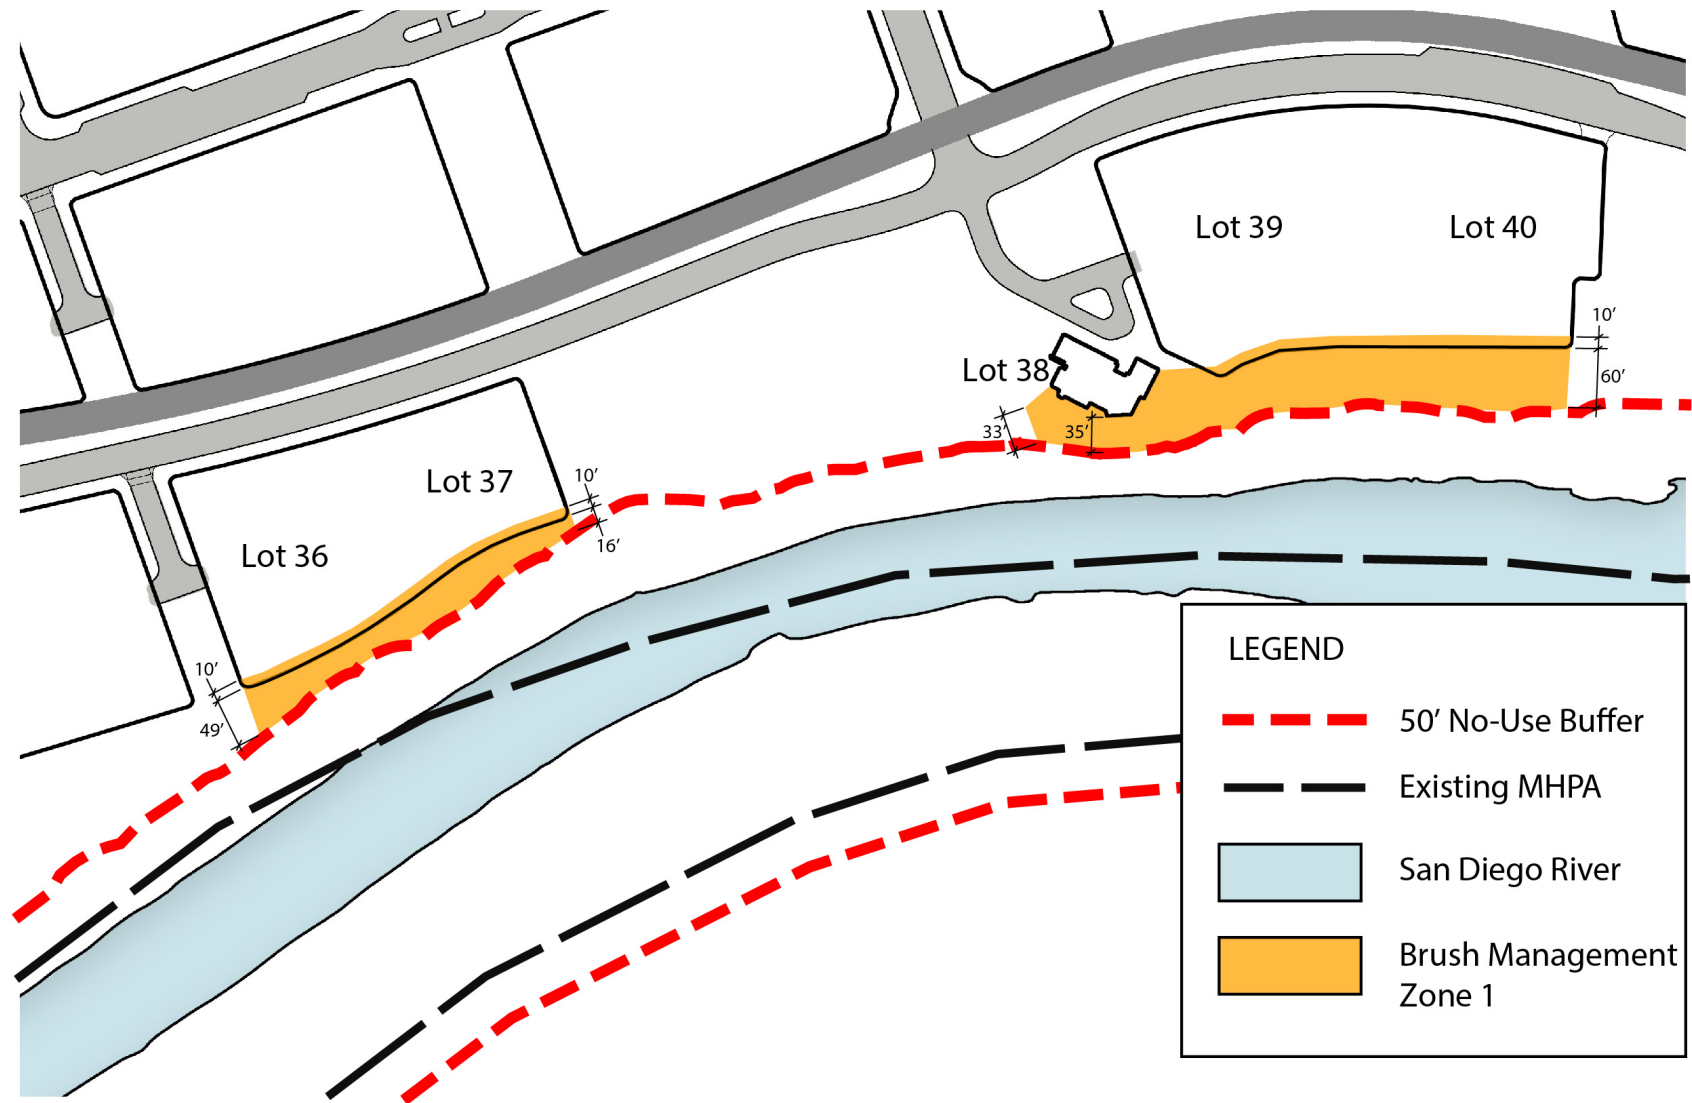 Lot 39
Lot 40
10’
Lot 38
60’
33’
35’
Lot 37
10’
16’
Lot 36
10’
49’
LEGEND
50’ No-Use Buffer
Existing MHPA
San Diego River
Brush Management
Zone 1